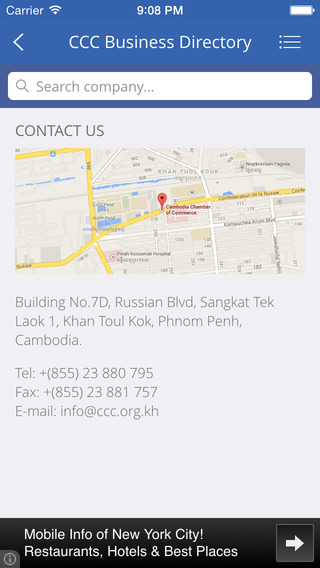 Carrier 9:08 PM
CCC Business Directory
Search company...
CONTACT US
KHAN TOUL KOUK
Cambodia Chamber
of Commerce
Confederation de la Russie
Kampuchea Krom Blvd
Preah Kossamak Hospital
Building No.7D, Russian Blvd, Sangkat Tek
Laok 1, Khan Toul Kok, Phnom Penh,
Cambodia.
Tel: +(855) 23 880 795
Fax: +(855) 23 881 757
E-mail: info@ccc.org.kh
Mobile Info of New York City!
Restaurants, Hotels & Best Places